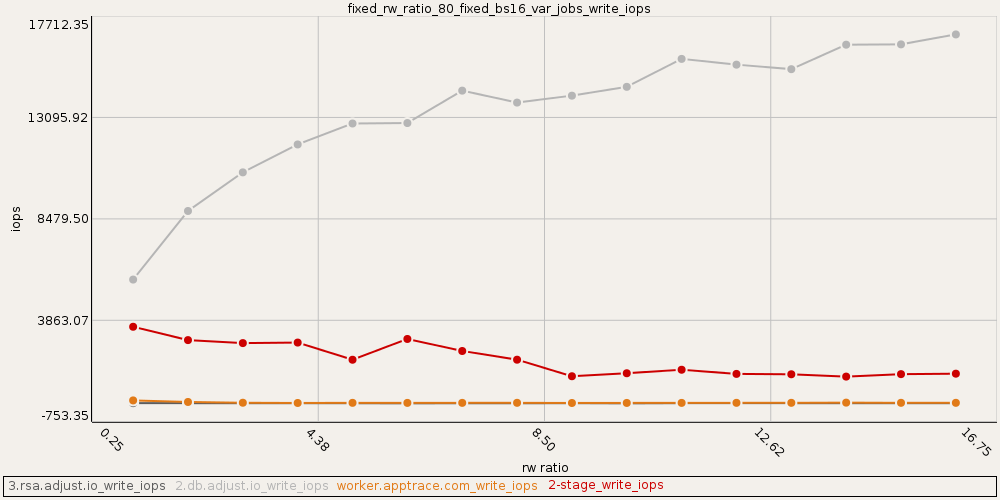 fixed_rw_ratio_80_fixed_bs16_var_jobs_write_iops
17712.35
13095.92
8479.50
3863.07
-753.35
iops
0.25 4.38 8.50 12.62 16.75
rw ratio
3.rsa.adjust.io_write_iops 2.db.adjust.io_write_iops worker.apptrace.com_write_iops 2-stage_write_iops